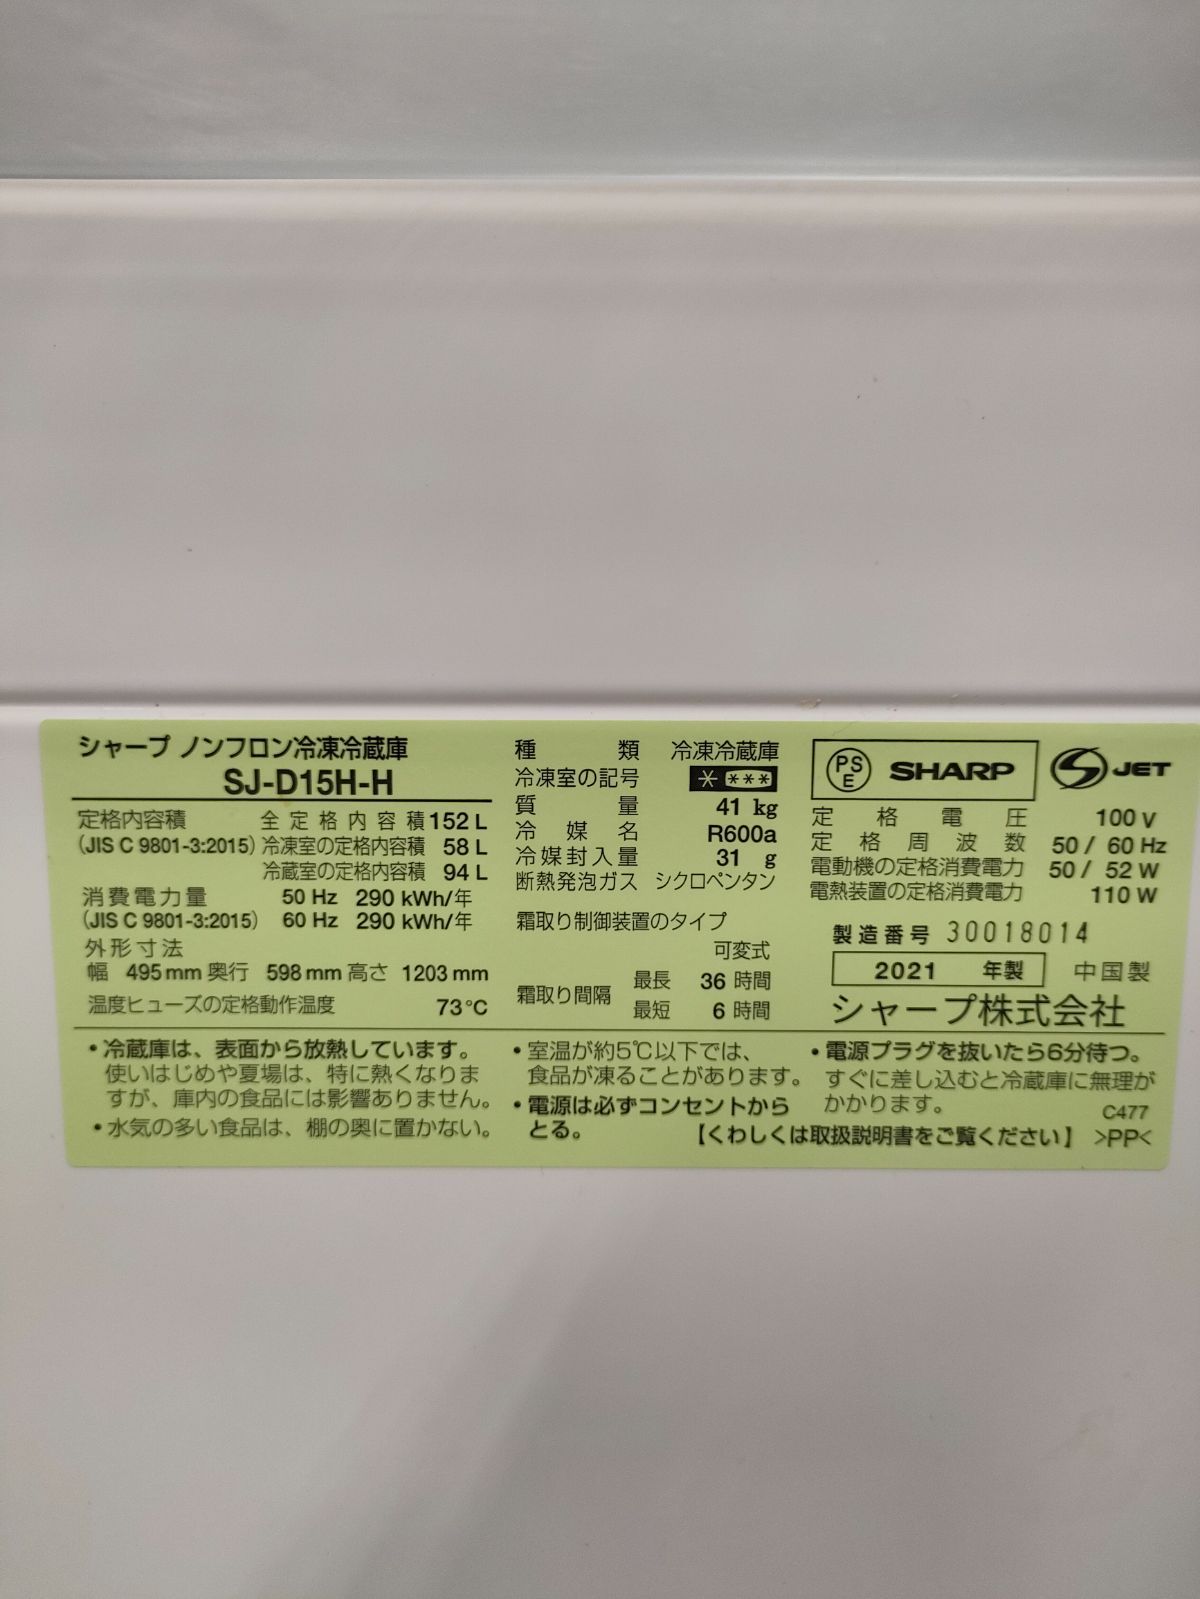 シャープ ノンフロン冷凍冷蔵庫
SJ-D15H-H
定格内容積 全定格内容積 152 L
(JIS C 9801-3:2015) 冷凍室の定格内容積 58 L
冷蔵室の定格内容積 94 L
消費電力量 50 Hz 290 kWh/年
(JIS C 9801-3:2015) 60 Hz 290 kWh/年
外形寸法
幅 495 mm 奥行 598 mm 高さ 1203 mm
温度ヒューズの定格動作温度 73℃
種類 冷凍冷蔵庫
冷凍室の記号 * ***
質量 41 kg
冷媒名 R600a
冷媒封入量 31 g
断熱発泡ガス シクロペンタン
霜取り制御装置のタイプ
可変式
霜取り間隔 最長 36 時間
最短 6 時間
PSE SHARP S JET
定格電圧 100 V
定格周波数 50 / 60 Hz
電動機の定格消費電力 50 / 52 W
電熱装置の定格消費電力 110 W
製造番号 30018014
2021 年製 中国製
シャープ株式会社
・冷蔵庫は、表面から放熱しています。
使いはじめや夏場は、特に熱くなりま
すが、庫内の食品には影響ありません。
・水気の多い食品は、棚の奥に置かない。
・室温が約5℃以下では、
食品が凍ることがあります。
・電源は必ずコンセントから
とる。
・電源プラグを抜いたら6分待つ。
すぐに差し込むと冷蔵庫に無理が
かかります。
C477
【くわしくは取扱説明書をご覧ください】 >PP<